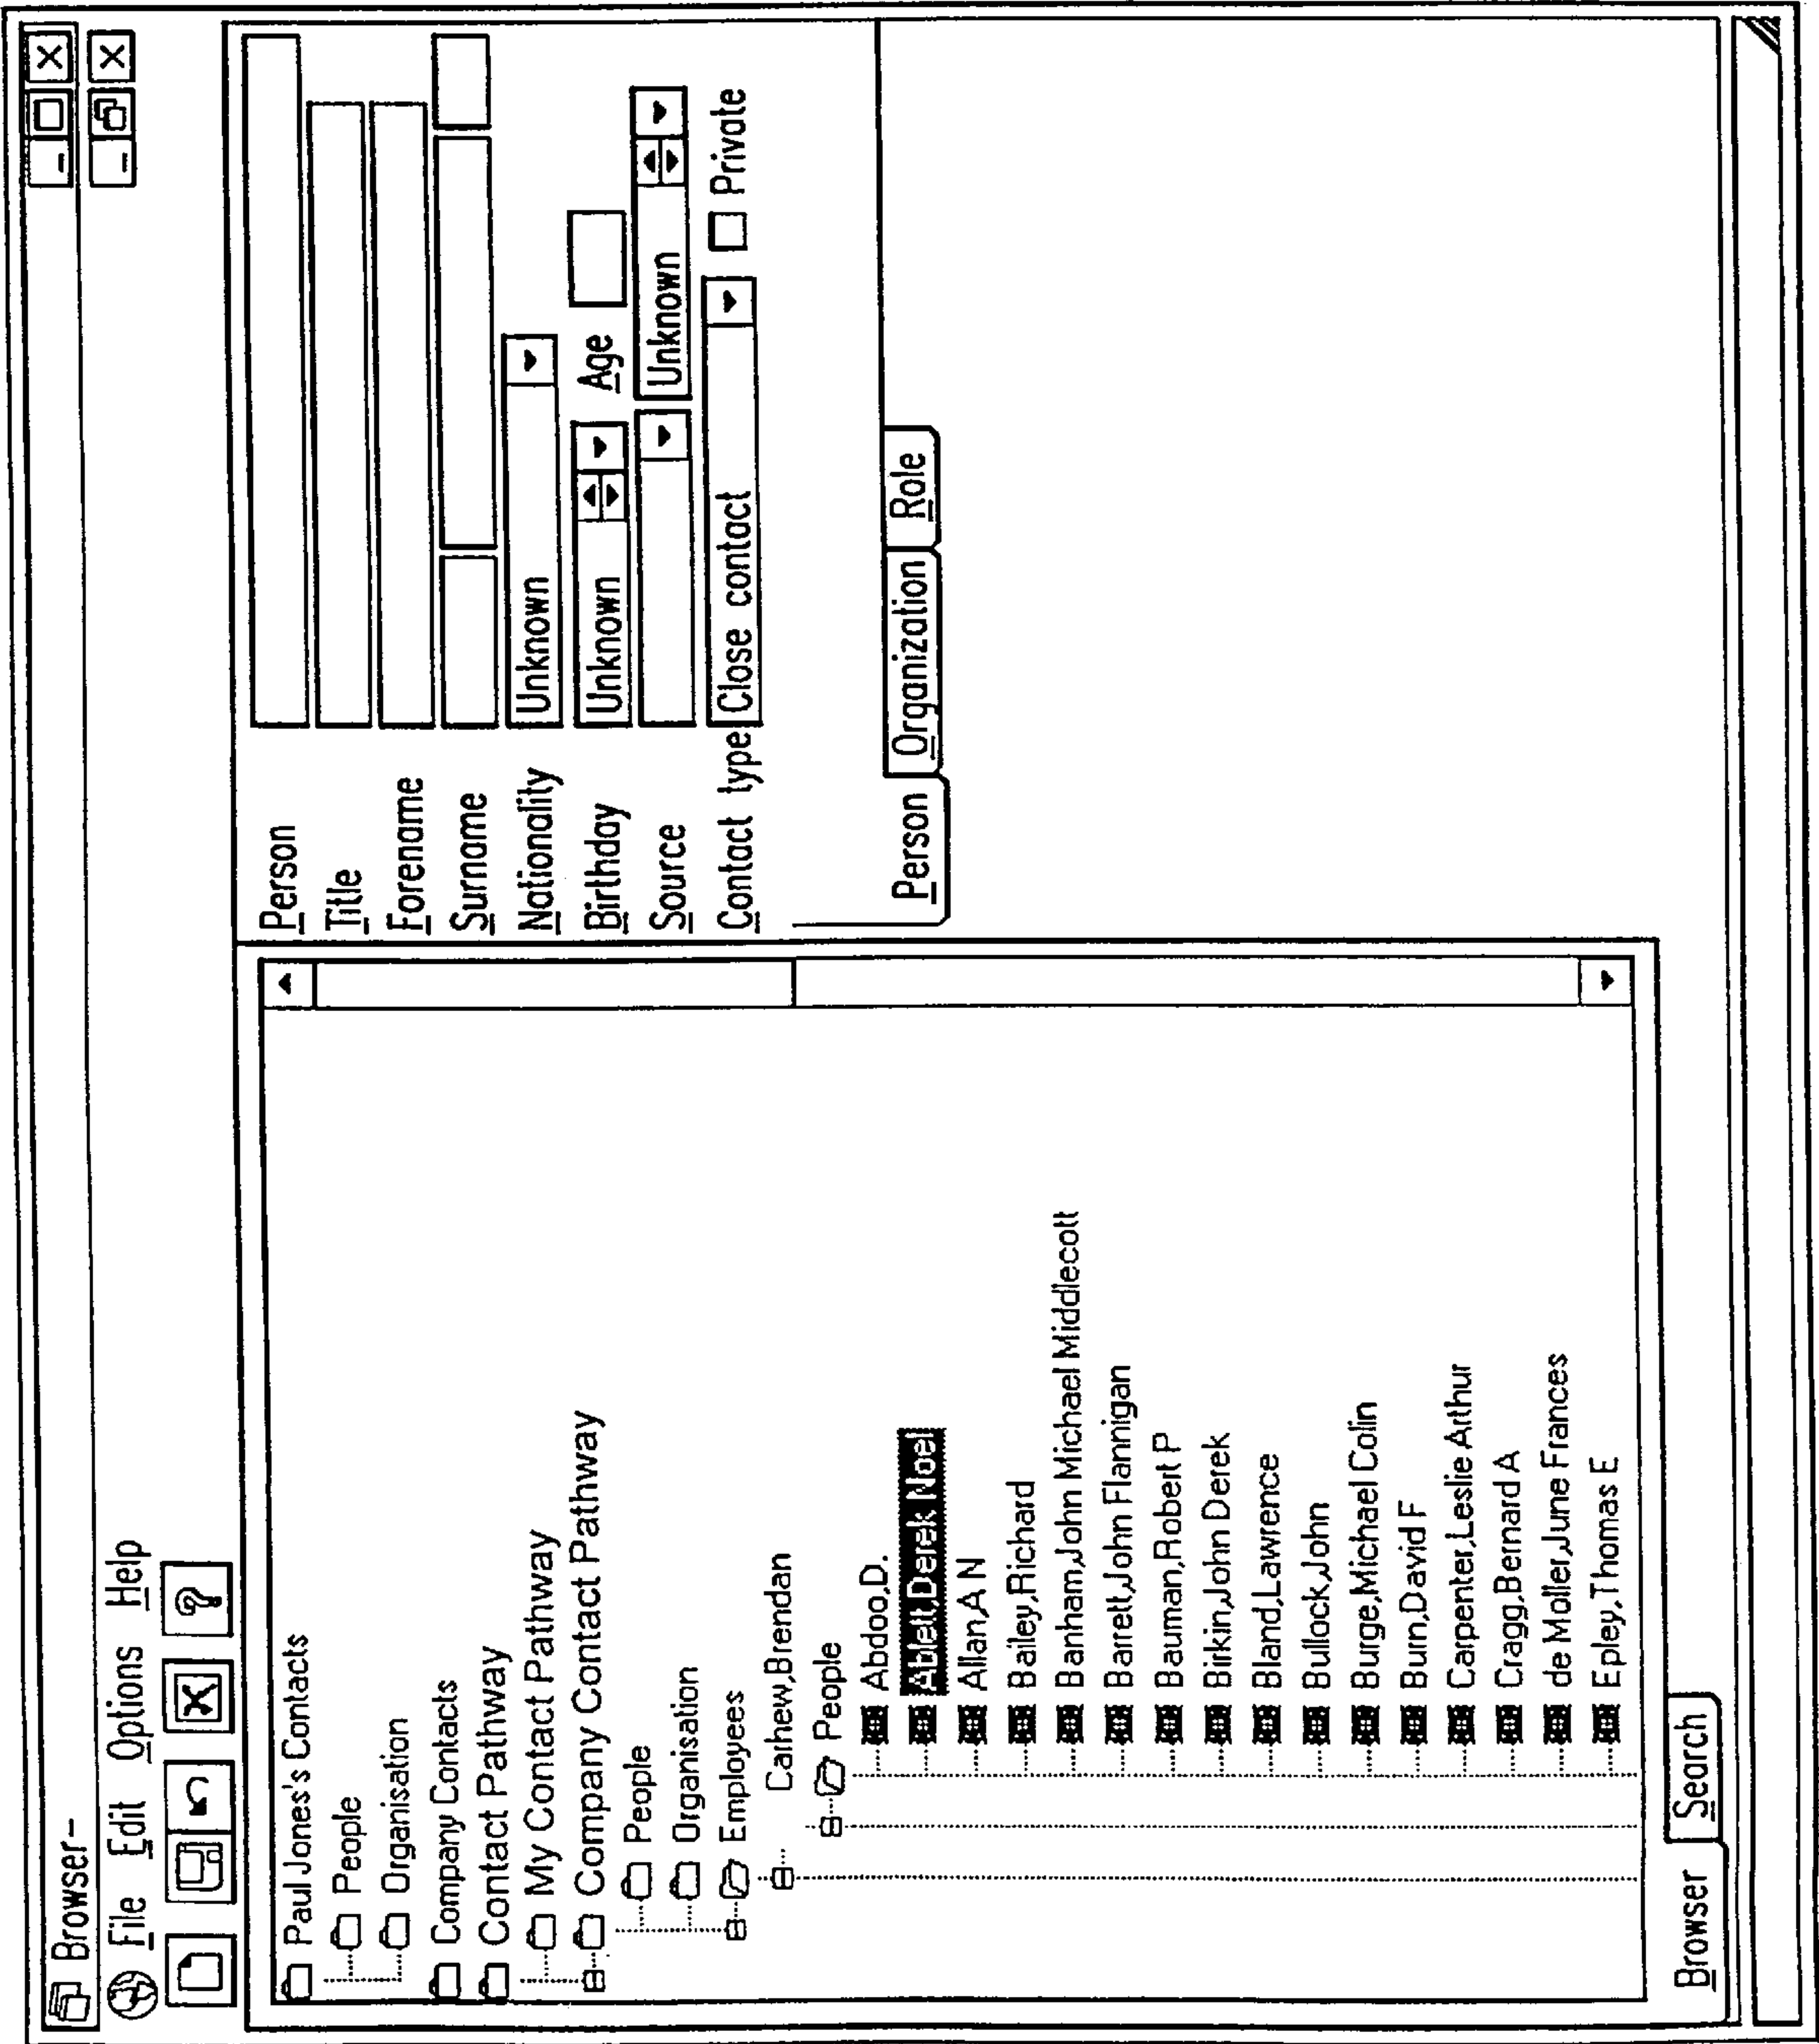 Browser-
File Edit Options Help
Paul Jones's Contacts
People
Organisation
Company Contacts
Contact Pathway
My Contact Pathway
Company Contact Pathway
People
Organisation
Employees
Carhew,Brendan
People
Abdoo,D.
Ablett,Derek Noel
Allan,A N
Bailey,Richard
Banham,John Michael Middlecott
Barrett,John Flannigan
Bauman,Robert P
Birkin,John Derek
Bland,Lawrence
Bullock,John
Burge,Michael Colin
Burn,David F
Carpenter,Leslie Arthur
Cragg,Bernard A
de Moller,June Frances
Epley,Thomas E
Browser Search
Person
Title
Forename
Surname
Nationality Unknown
Birthday Unknown Age
Source Unknown
Contact type Close contact Private
Person Organization Role